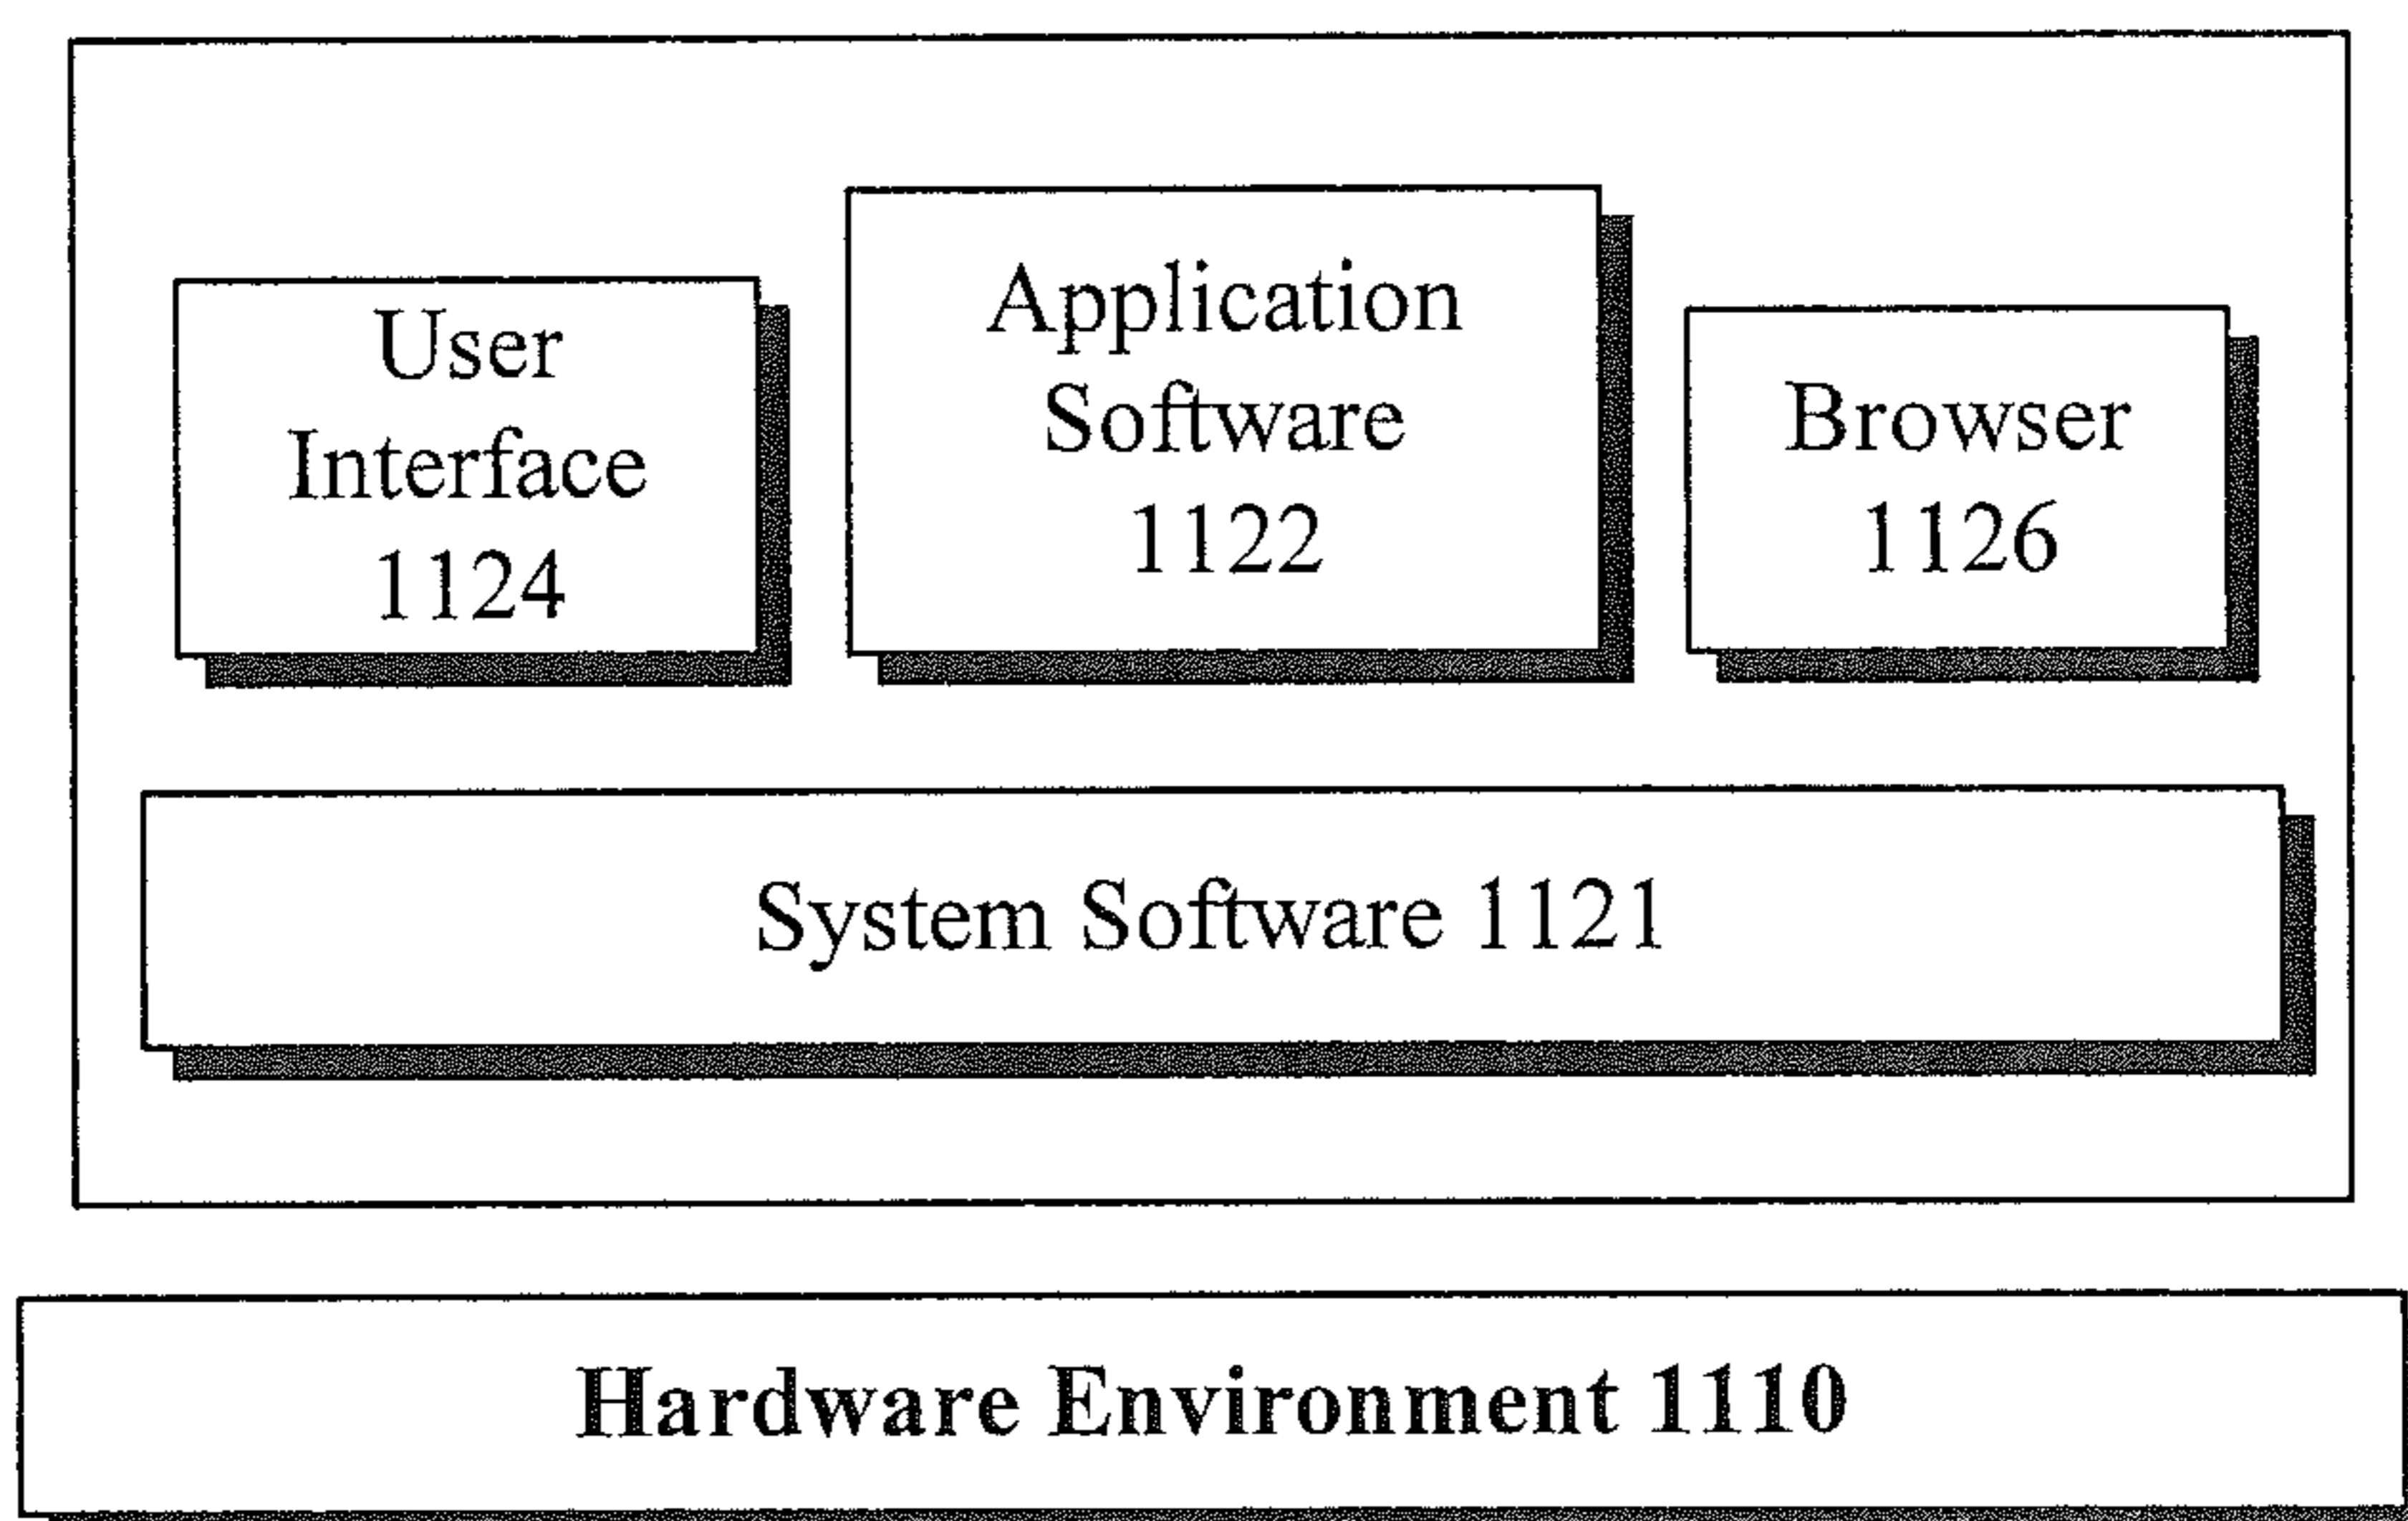 User
Interface
1124
Application
Software
1122
Browser
1126
System Software 1121
Hardware Environment 1110